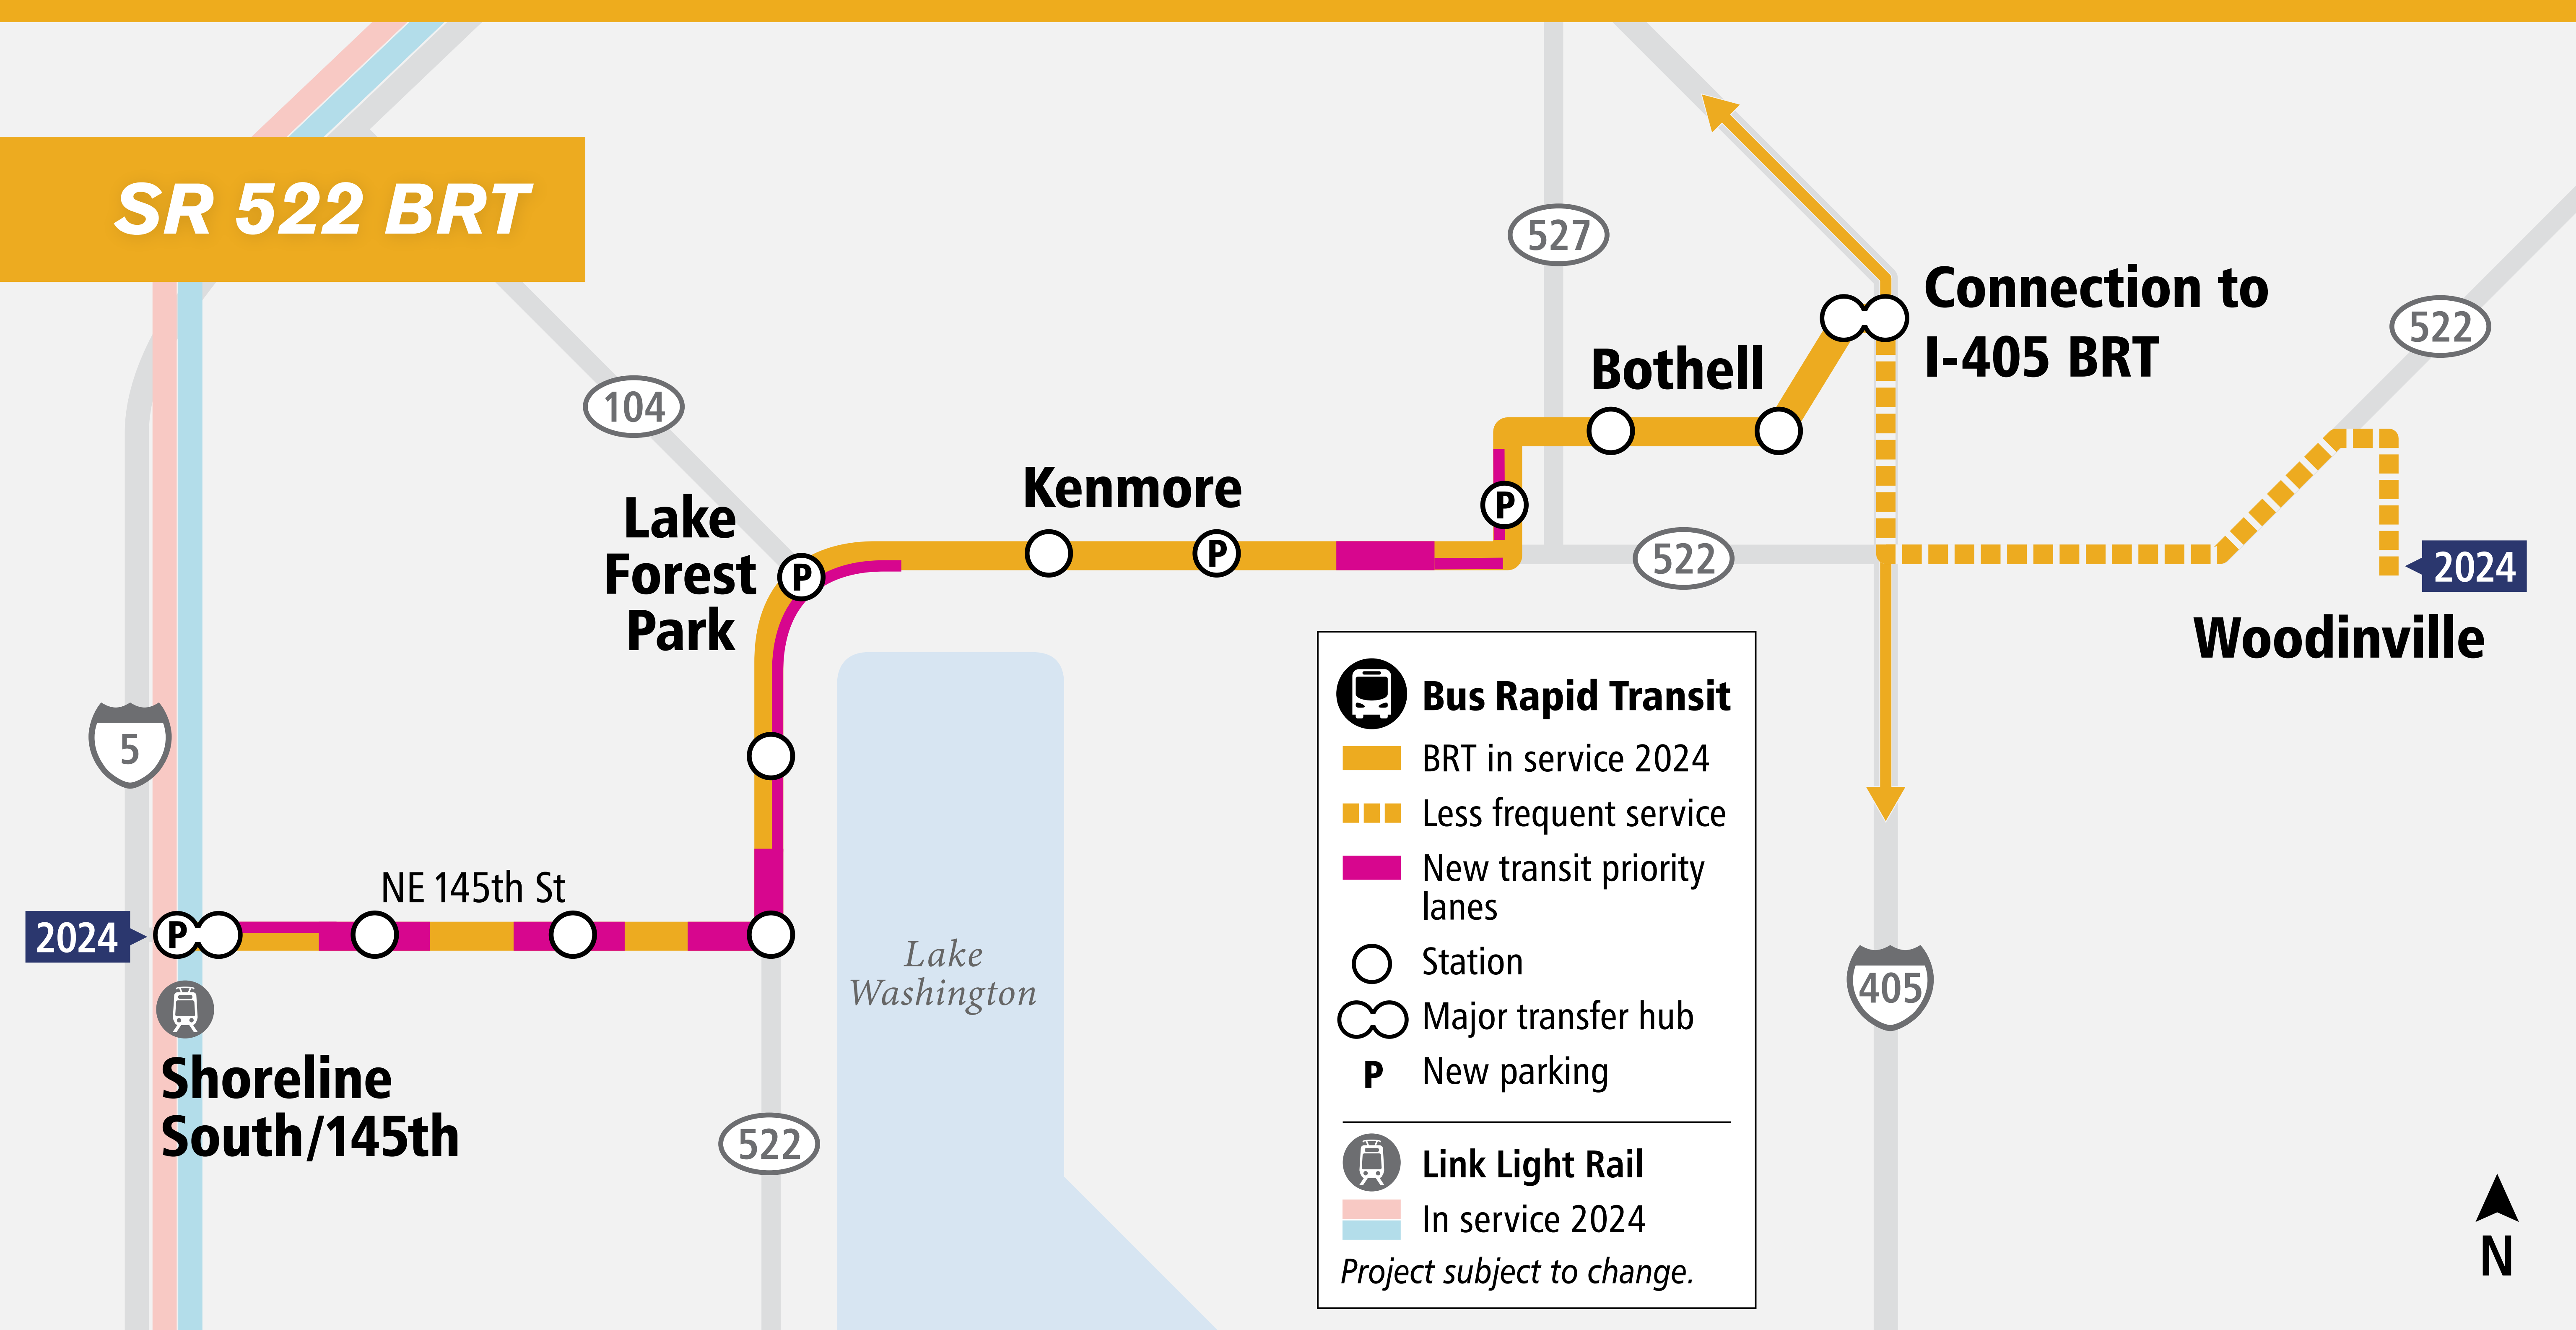 SR 522 BRT
527
Connection to
I-405 BRT
522
Bothell
104
Kenmore
Lake
Forest
Park
P
P
P
522
2024
Woodinville
5
NE 145th St
2024
P
Shoreline
South/145th
522
Lake
Washington
405
Bus Rapid Transit
BRT in service 2024
Less frequent service
New transit priority
lanes
Station
Major transfer hub
P New parking
Link Light Rail
In service 2024
Project subject to change.
N